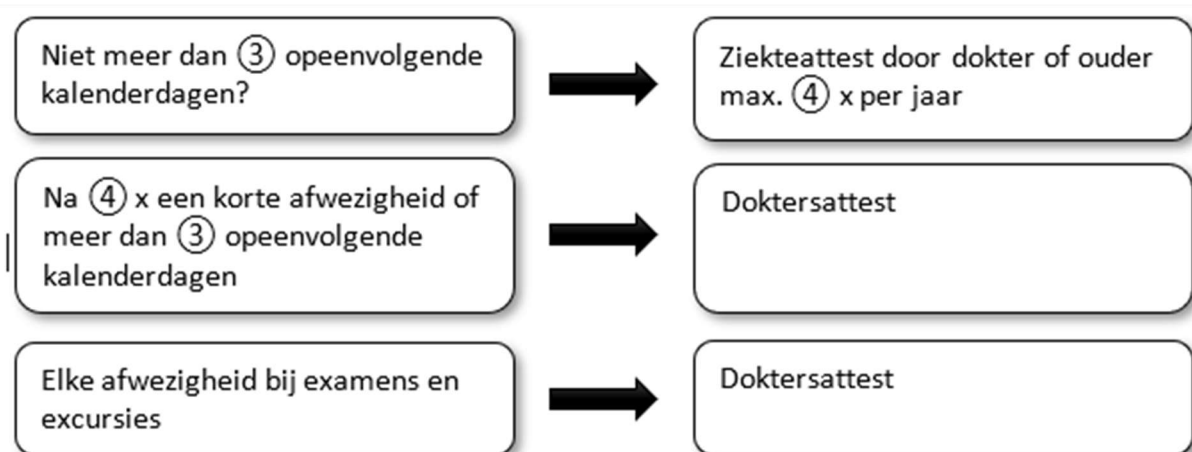 Niet meer dan ③ opeenvolgende
kalenderdagen?
Ziekteattest door dokter of ouder
max. ④ x per jaar
Na ④ x een korte afwezigheid of
meer dan ③ opeenvolgende
kalenderdagen
Doktersattest
Elke afwezigheid bij examens en
excursies
Doktersattest